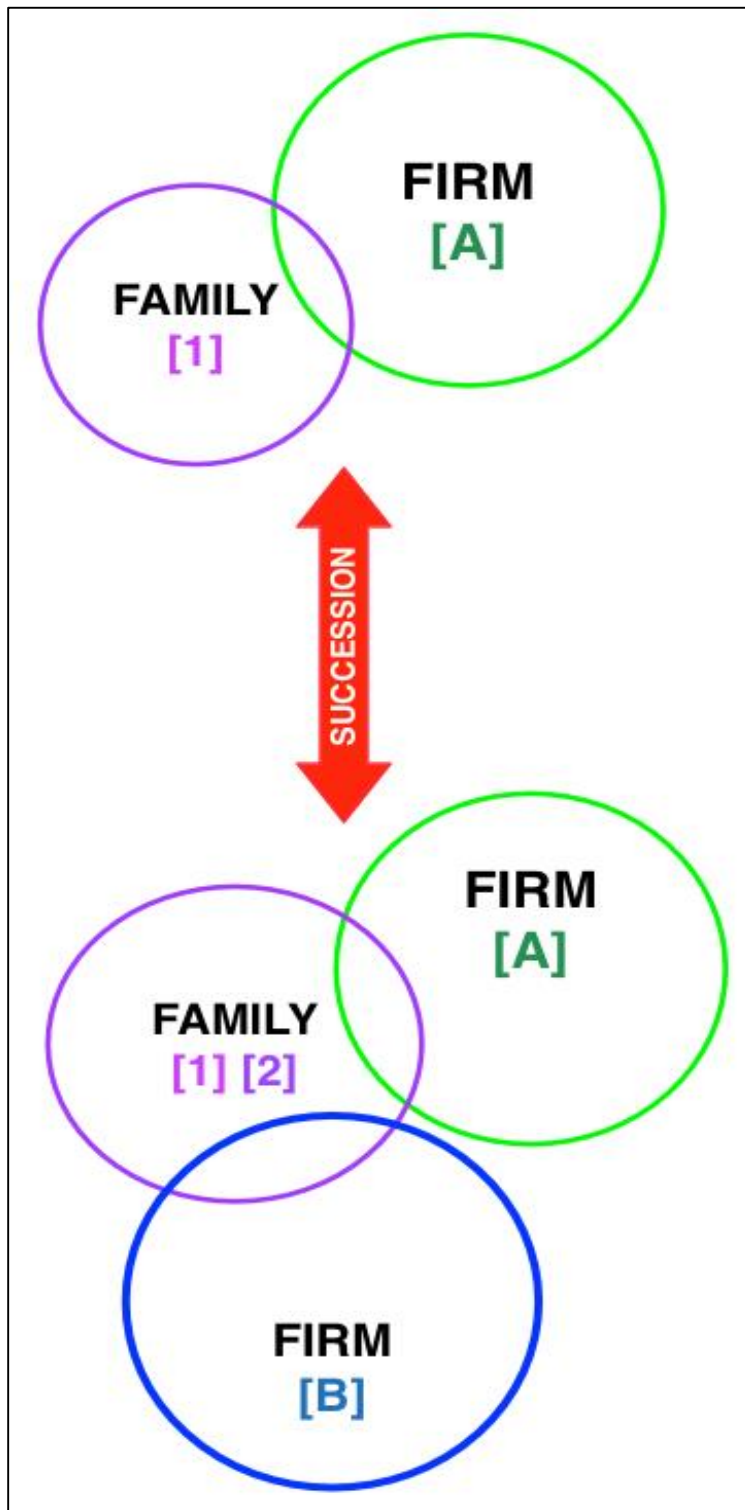 FIRM
[A]
FAMILY
[1]
SUCCESSION
FIRM
[A]
FAMILY
[1] [2]
FIRM
[B]